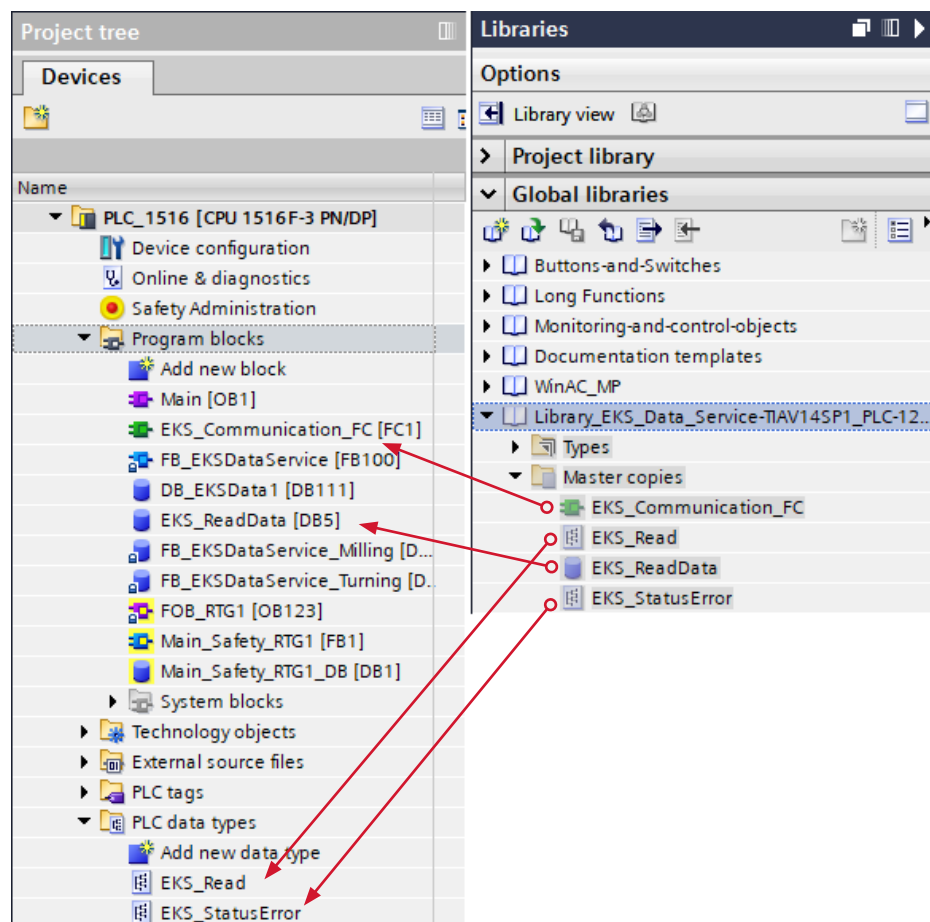 Project tree
Devices
Name
PLC_1516 [CPU 1516F-3 PN/DP]
Device configuration
Online & diagnostics
Safety Administration
Program blocks
Add new block
Main [OB1]
EKS_Communication_FC [FC1]
FB_EKSDataService [FB100]
DB_EKSData1 [DB111]
EKS_ReadData [DB5]
FB_EKSDataService_Milling [D...
FB_EKSDataService_Turning [D..
FOB_RTG1 [OB123]
Main_Safety_RTG1 [FB1]
Main_Safety_RTG1_DB [DB1]
System blocks
Technology objects
External source files
PLC tags
PLC data types
Add new data type
EKS_Read
EKS_StatusError
Libraries
Options
Library view
Project library
Global libraries
Buttons-and-Switches
Long Functions
Monitoring-and-control-objects
Documentation templates
WinAC_MP
Library_EKS_Data_Service-TIAV14SP1_PLC-12...
Types
Master copies
EKS_Communication_FC
EKS_Read
EKS_ReadData
EKS_StatusError